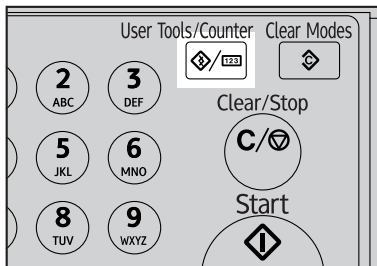 User Tools/Counter Clear Modes
123
C
2
ABC
3
DEF
Clear/Stop
C/
5
JKL
6
MNO
Start
8
TUV
9
WXYZ